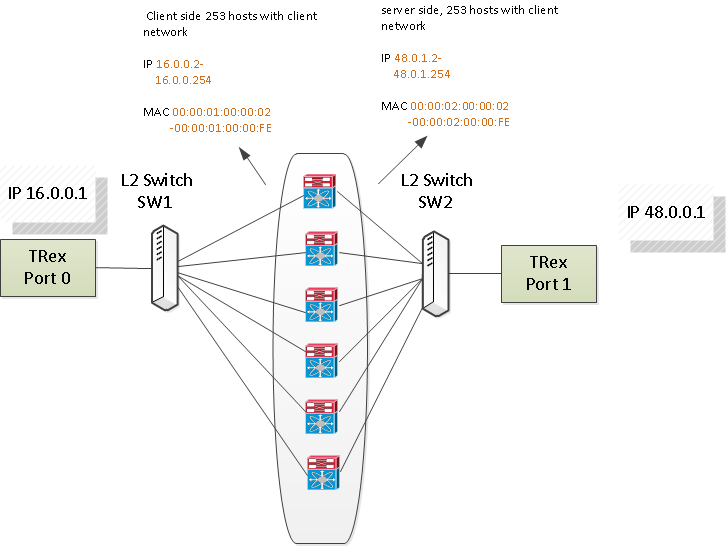 Client side 253 hosts with client
network
IP 16.0.0.2-
16.0.0.254
MAC 00:00:01:00:00:02
-00:00:01:00:00:FE
server side, 253 hosts with client
network
IP 48.0.1.2-
48.0.1.254
MAC 00:00:02:00:00:02
-00:00:02:00:00:FE
IP 16.0.0.1
L2 Switch
SW1
L2 Switch
SW2
IP 48.0.0.1
TRex
Port 0
TRex
Port 1